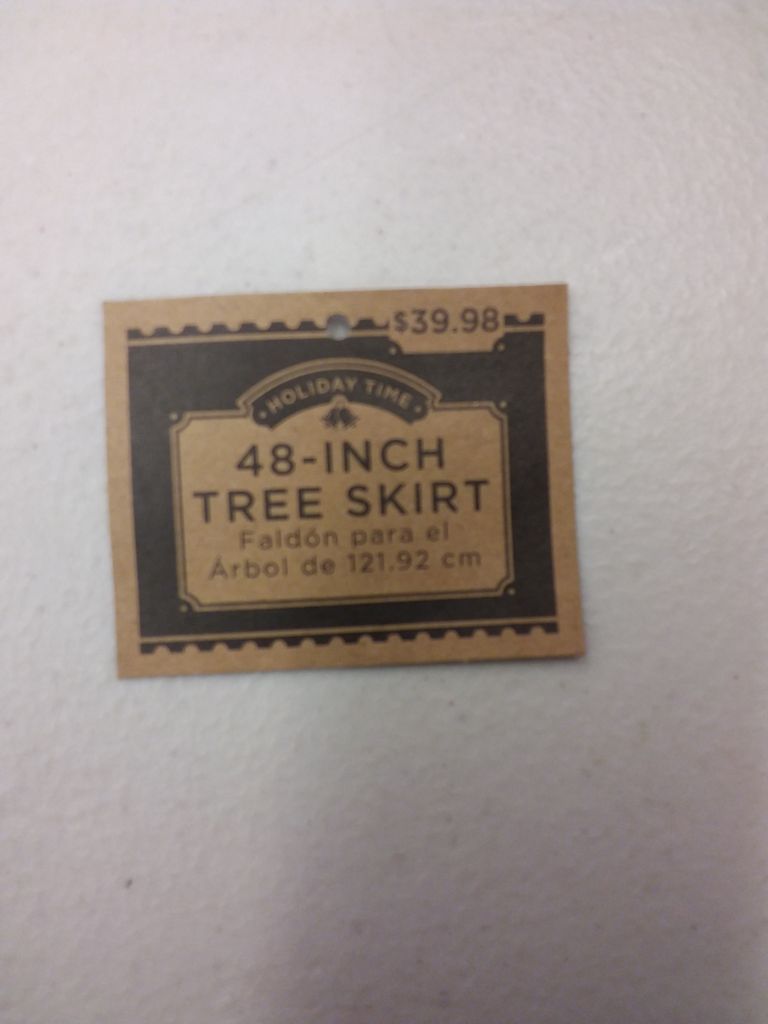 $39.98
HOLIDAY TIME
48-INCH
TREE SKIRT
Faldón para el
Árbol de 121.92 cm